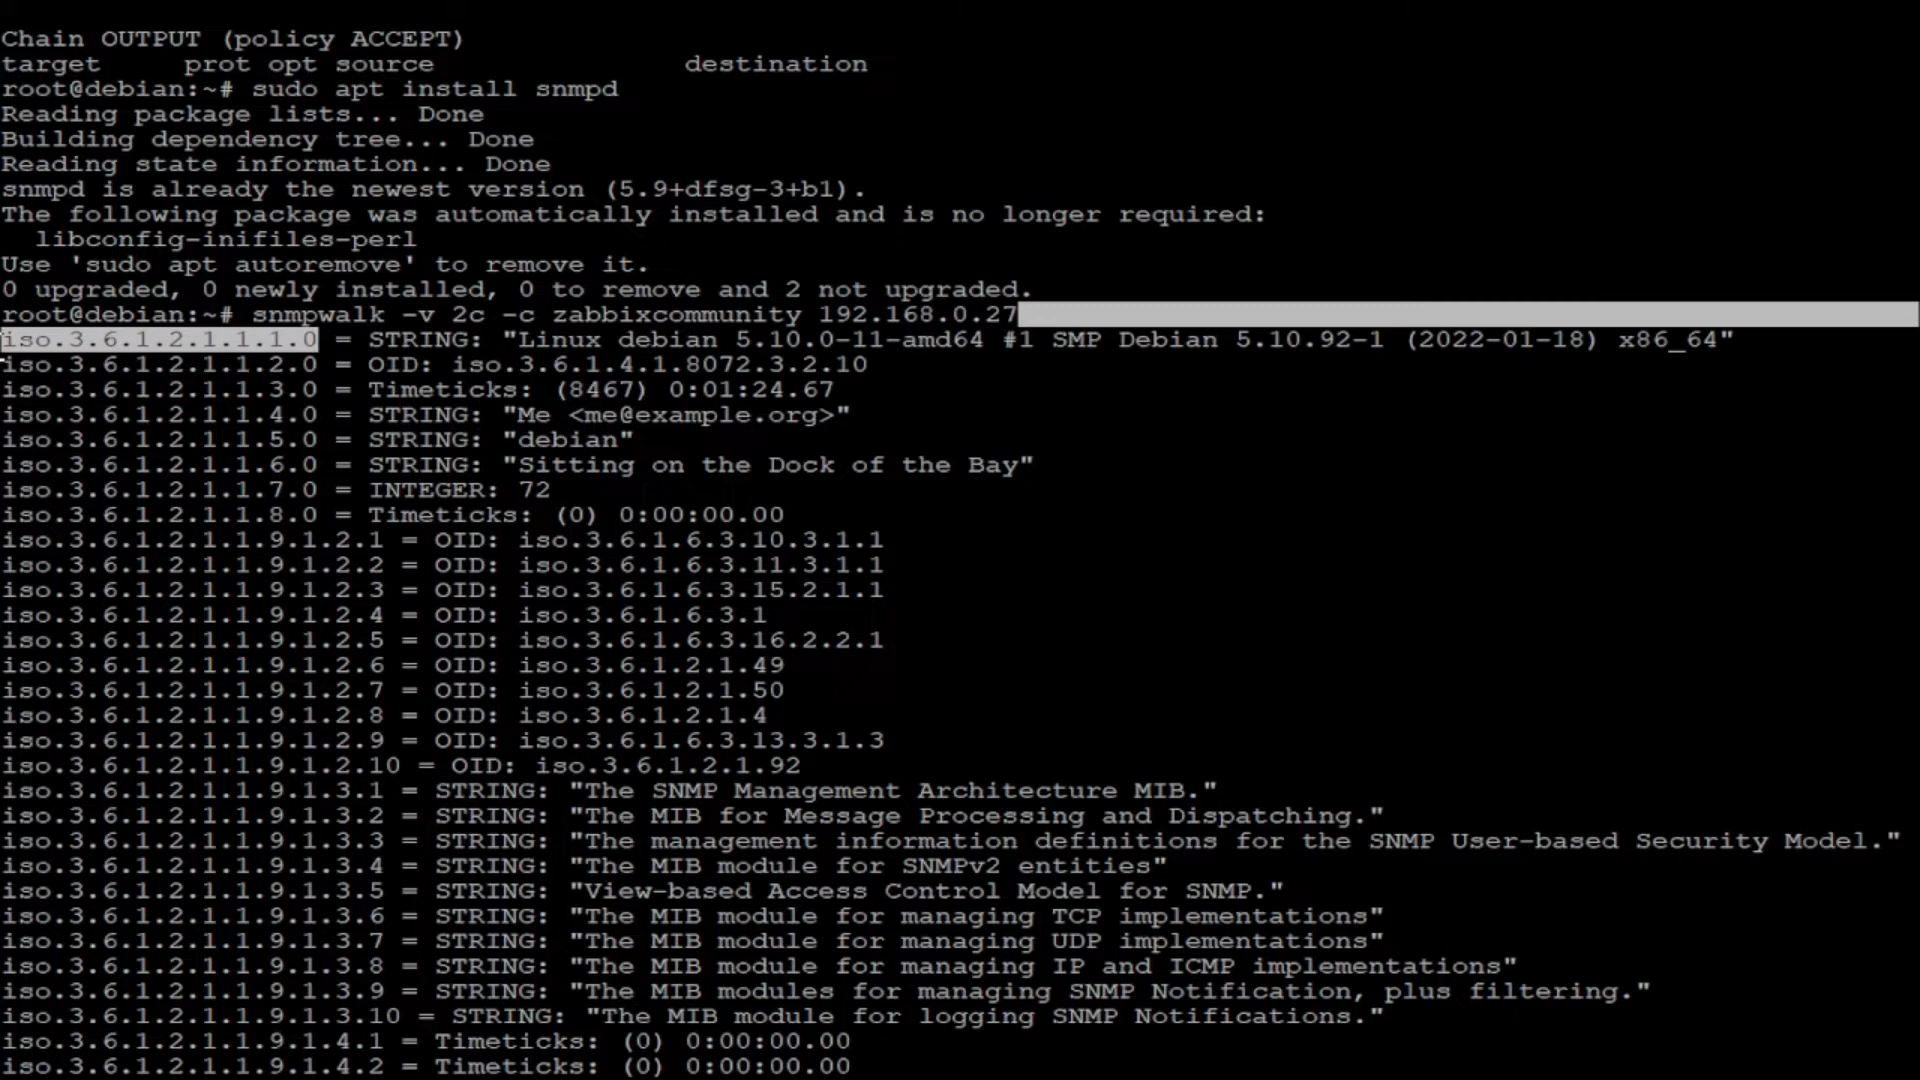 Chain OUTPUT (policy ACCEPT)
target     prot opt source               destination
root@debian:~# sudo apt install snmpd
Reading package lists... Done
Building dependency tree... Done
Reading state information... Done
snmpd is already the newest version (5.9+dfsg-3+b1).
The following package was automatically installed and is no longer required:
  libconfig-inifiles-perl
Use 'sudo apt autoremove' to remove it.
0 upgraded, 0 newly installed, 0 to remove and 2 not upgraded.
root@debian:~# snmpwalk -v 2c -c zabbixcommunity 192.168.0.27
iso.3.6.1.2.1.1.1.0 = STRING: "Linux debian 5.10.0-11-amd64 #1 SMP Debian 5.10.92-1 (2022-01-18) x86_64"
iso.3.6.1.2.1.1.2.0 = OID: iso.3.6.1.4.1.8072.3.2.10
iso.3.6.1.2.1.1.3.0 = Timeticks: (8467) 0:01:24.67
iso.3.6.1.2.1.1.4.0 = STRING: "Me <me@example.org>"
iso.3.6.1.2.1.1.5.0 = STRING: "debian"
iso.3.6.1.2.1.1.6.0 = STRING: "Sitting on the Dock of the Bay"
iso.3.6.1.2.1.1.7.0 = INTEGER: 72
iso.3.6.1.2.1.1.8.0 = Timeticks: (0) 0:00:00.00
iso.3.6.1.2.1.1.9.1.2.1 = OID: iso.3.6.1.6.3.10.3.1.1
iso.3.6.1.2.1.1.9.1.2.2 = OID: iso.3.6.1.6.3.11.3.1.1
iso.3.6.1.2.1.1.9.1.2.3 = OID: iso.3.6.1.6.3.15.2.1.1
iso.3.6.1.2.1.1.9.1.2.4 = OID: iso.3.6.1.6.3.1
iso.3.6.1.2.1.1.9.1.2.5 = OID: iso.3.6.1.6.3.16.2.2.1
iso.3.6.1.2.1.1.9.1.2.6 = OID: iso.3.6.1.2.1.49
iso.3.6.1.2.1.1.9.1.2.7 = OID: iso.3.6.1.2.1.50
iso.3.6.1.2.1.1.9.1.2.8 = OID: iso.3.6.1.2.1.4
iso.3.6.1.2.1.1.9.1.2.9 = OID: iso.3.6.1.6.3.13.3.1.3
iso.3.6.1.2.1.1.9.1.2.10 = OID: iso.3.6.1.2.1.92
iso.3.6.1.2.1.1.9.1.3.1 = STRING: "The SNMP Management Architecture MIB."
iso.3.6.1.2.1.1.9.1.3.2 = STRING: "The MIB for Message Processing and Dispatching."
iso.3.6.1.2.1.1.9.1.3.3 = STRING: "The management information definitions for the SNMP User-based Security Model."
iso.3.6.1.2.1.1.9.1.3.4 = STRING: "The MIB module for SNMPv2 entities"
iso.3.6.1.2.1.1.9.1.3.5 = STRING: "View-based Access Control Model for SNMP."
iso.3.6.1.2.1.1.9.1.3.6 = STRING: "The MIB module for managing TCP implementations"
iso.3.6.1.2.1.1.9.1.3.7 = STRING: "The MIB module for managing UDP implementations"
iso.3.6.1.2.1.1.9.1.3.8 = STRING: "The MIB module for managing IP and ICMP implementations"
iso.3.6.1.2.1.1.9.1.3.9 = STRING: "The MIB modules for managing SNMP Notification, plus filtering."
iso.3.6.1.2.1.1.9.1.3.10 = STRING: "The MIB module for logging SNMP Notifications."
iso.3.6.1.2.1.1.9.1.4.1 = Timeticks: (0) 0:00:00.00
iso.3.6.1.2.1.1.9.1.4.2 = Timeticks: (0) 0:00:00.00